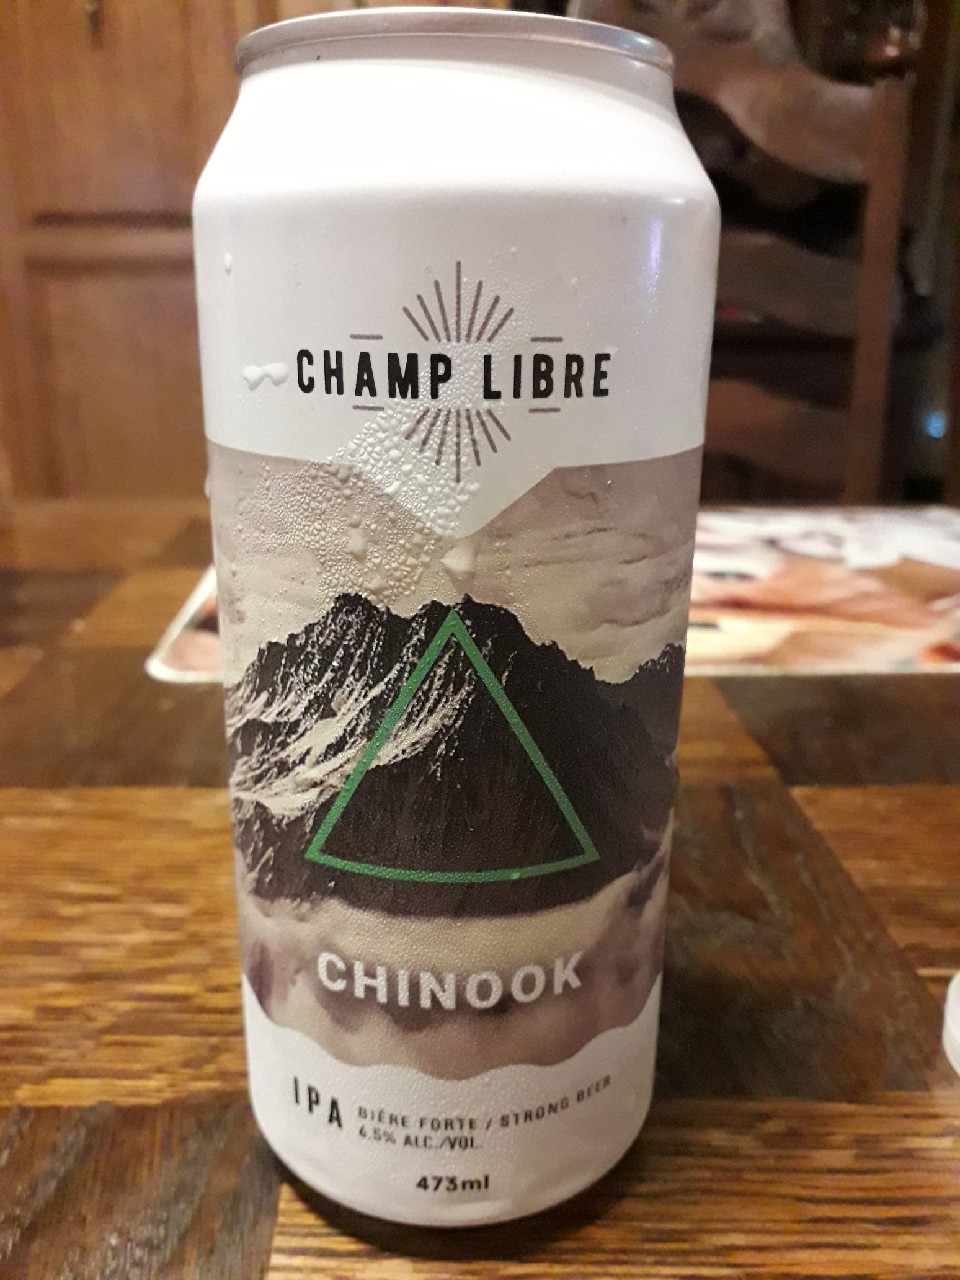 CHAMP LIBRE
CHINOOK
IPA
BIÈRE FORTE / STRONG BEER
6.5% ALC./VOL.
473ml